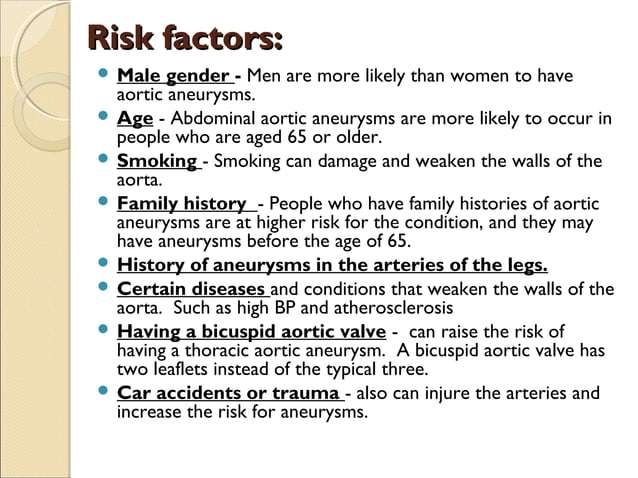 Risk factors:
Male gender - Men are more likely than women to have
aortic aneurysms.
Age - Abdominal aortic aneurysms are more likely to occur in
people who are aged 65 or older.
Smoking - Smoking can damage and weaken the walls of the
aorta.
Family history  - People who have family histories of aortic
aneurysms are at higher risk for the condition, and they may
have aneurysms before the age of 65.
History of aneurysms in the arteries of the legs.
Certain diseases and conditions that weaken the walls of the
aorta.  Such as high BP and atherosclerosis
Having a bicuspid aortic valve -  can raise the risk of
having a thoracic aortic aneurysm.  A bicuspid aortic valve has
two leaflets instead of the typical three.
Car accidents or trauma - also can injure the arteries and
increase the risk for aneurysms.